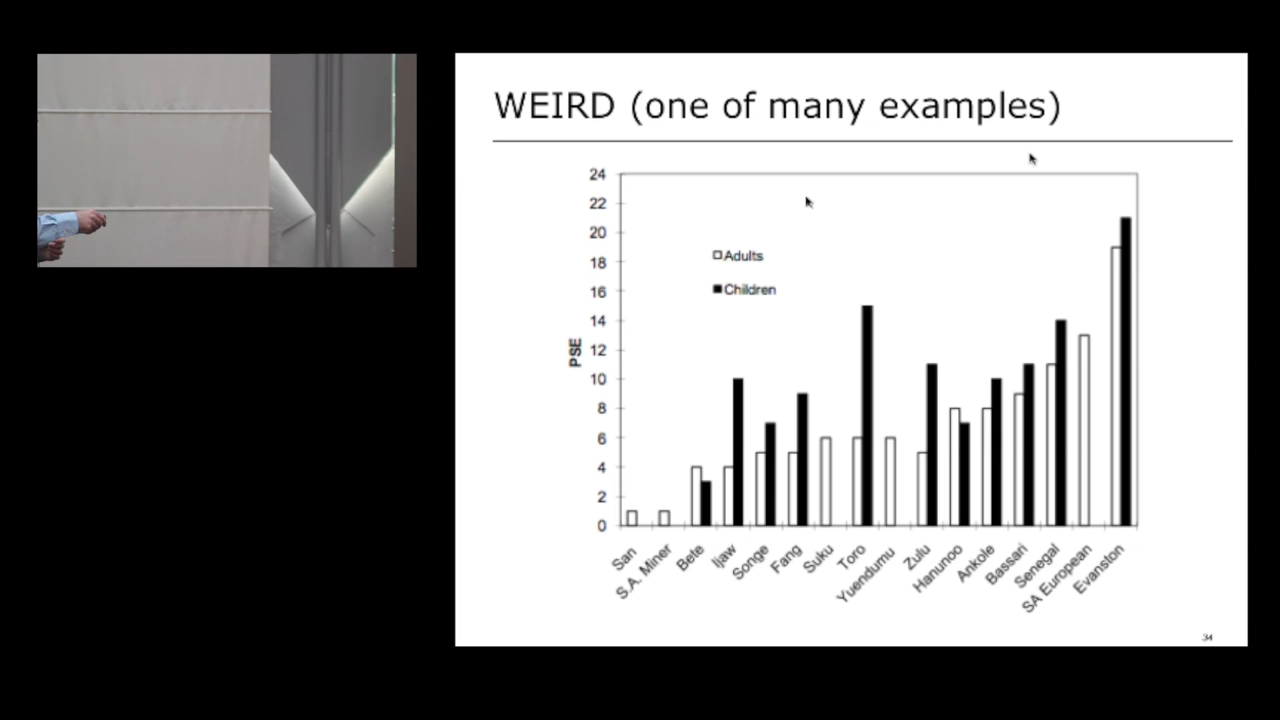 WEIRD (one of many examples)
24
22
20
18
16
14
12
10
8
6
4
2
0
PSE
Adults
Children
San
S.A. Miner
Bete
Ijaw
Songe
Fang
Suku
Toro
Yuendumu
Zulu
Hanunoo
Ankole
Bassari
Senegal
SA European
Evanston
34